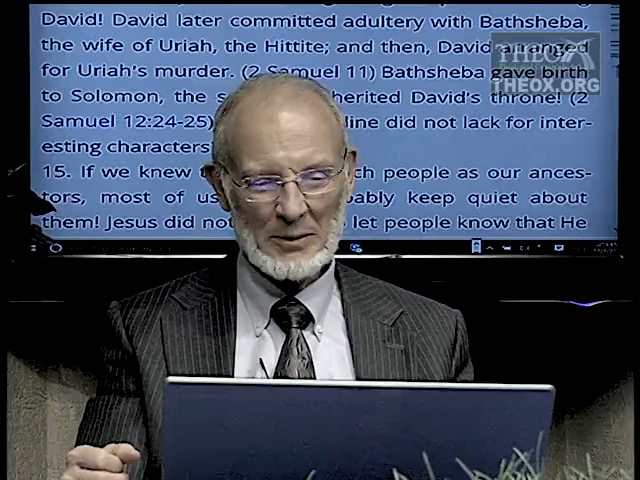 David! David later committed adultery with Bathsheba,
the wife of Uriah, the Hittite; and then, David arranged
for Uriah's murder. (2 Samuel 11) Bathsheba gave birth
to Solomon, the herited David's throne! (2
Samuel 12:24-25) line did not lack for inter-
esting characters
15. If we knew ch people as our ances-
tors, most of us bably keep quiet about
them! Jesus did not let people know that He
THEOX
THEOX.ORG